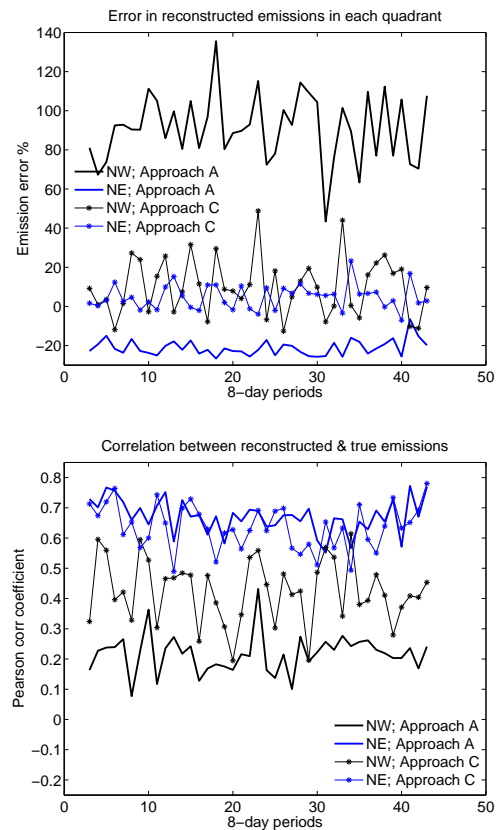 Error in reconstructed emissions in each quadrant
140
120
100
80
60
40
20
0
−20
Emission error %
NW; Approach A
NE; Approach A
NW; Approach C
NE; Approach C
0 10 20 30 40 50
8−day periods
Correlation between reconstructed & true emissions
0.8
0.7
0.6
0.5
0.4
0.3
0.2
0.1
0
−0.1
−0.2
Pearson corr coefficient
NW; Approach A
NE; Approach A
NW; Approach C
NE; Approach C
0 10 20 30 40 50
8−day periods